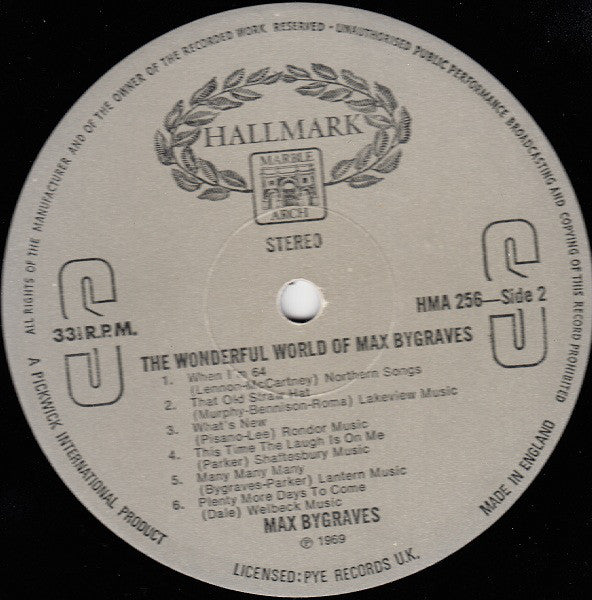 ALL RIGHTS OF THE MANUFACTURER AND OF THE OWNER OF THE RECORDED WORK RESERVED - UNAUTHORISED PUBLIC PERFORMANCE BROADCASTING AND COPYING OF THIS RECORD PROHIBITED
HALLMARK
MARBLE
ARCH
STEREO
HMA 256—Side 2
33⅓ R.P.M.
THE WONDERFUL WORLD OF MAX BYGRAVES
1. When I'm 64
(Lennon-McCartney) Northern Songs
2. That Old Straw Hat
(Murphy-Bennison-Roma) Lakeview Music
3. What's New
(Pisano-Lee) Rondor Music
4. This Time The Laugh Is On Me
(Parker) Shaftesbury Music
5. Many Many Many
(Bygraves-Parker) Lantern Music
6. Plenty More Days To Come
(Dale) Welbeck Music
MAX BYGRAVES
℗ 1969
A PICKWICK INTERNATIONAL PRODUCT
LICENSED: PYE RECORDS U.K.
MADE IN ENGLAND